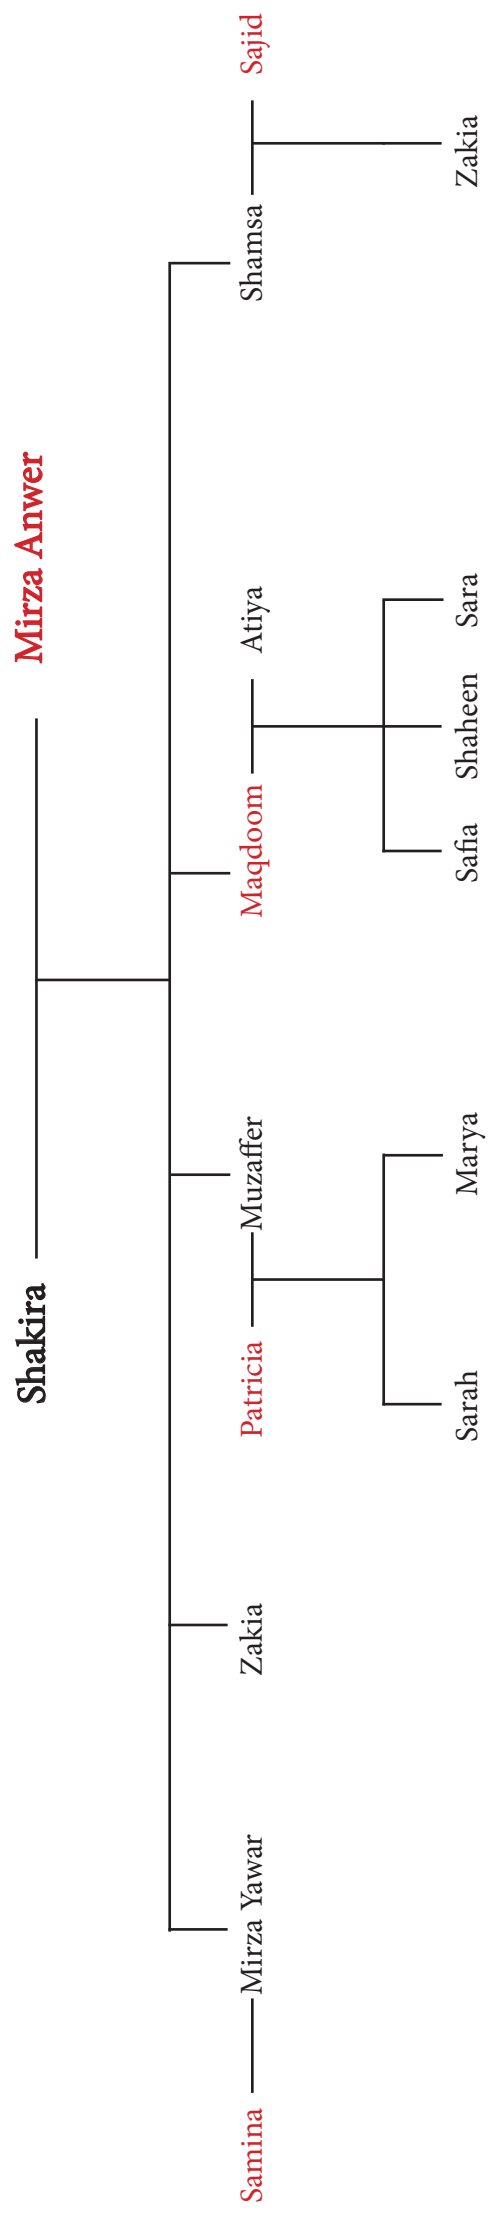 Shakira Mirza Anwer
Samina Mirza Yawar Zakia Patricia Muzaffer Maqdoom Atiya Shamsa Sajid
Sarah Marya Safia Shaheen Sara Zakia